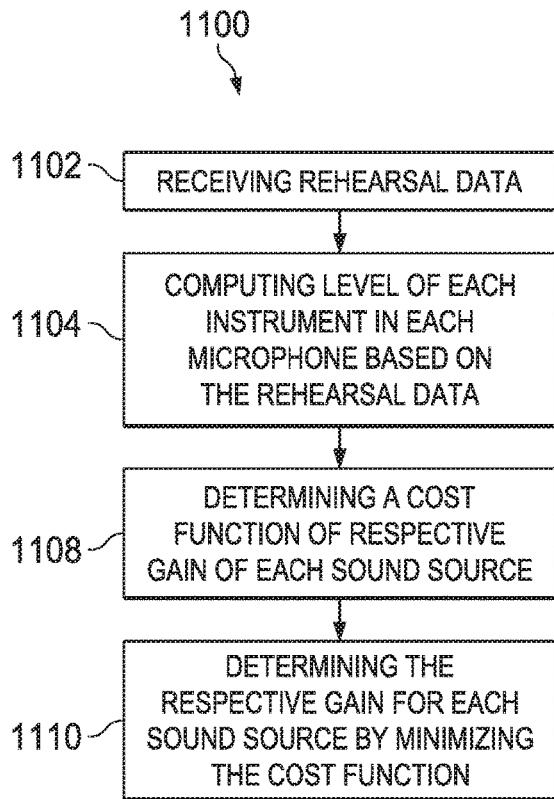 1100
1102
RECEIVING REHEARSAL DATA
1104
COMPUTING LEVEL OF EACH
INSTRUMENT IN EACH
MICROPHONE BASED ON
THE REHEARSAL DATA
1108
DETERMINING A COST
FUNCTION OF RESPECTIVE
GAIN OF EACH SOUND SOURCE
1110
DETERMINING THE
RESPECTIVE GAIN FOR EACH
SOUND SOURCE BY MINIMIZING
THE COST FUNCTION